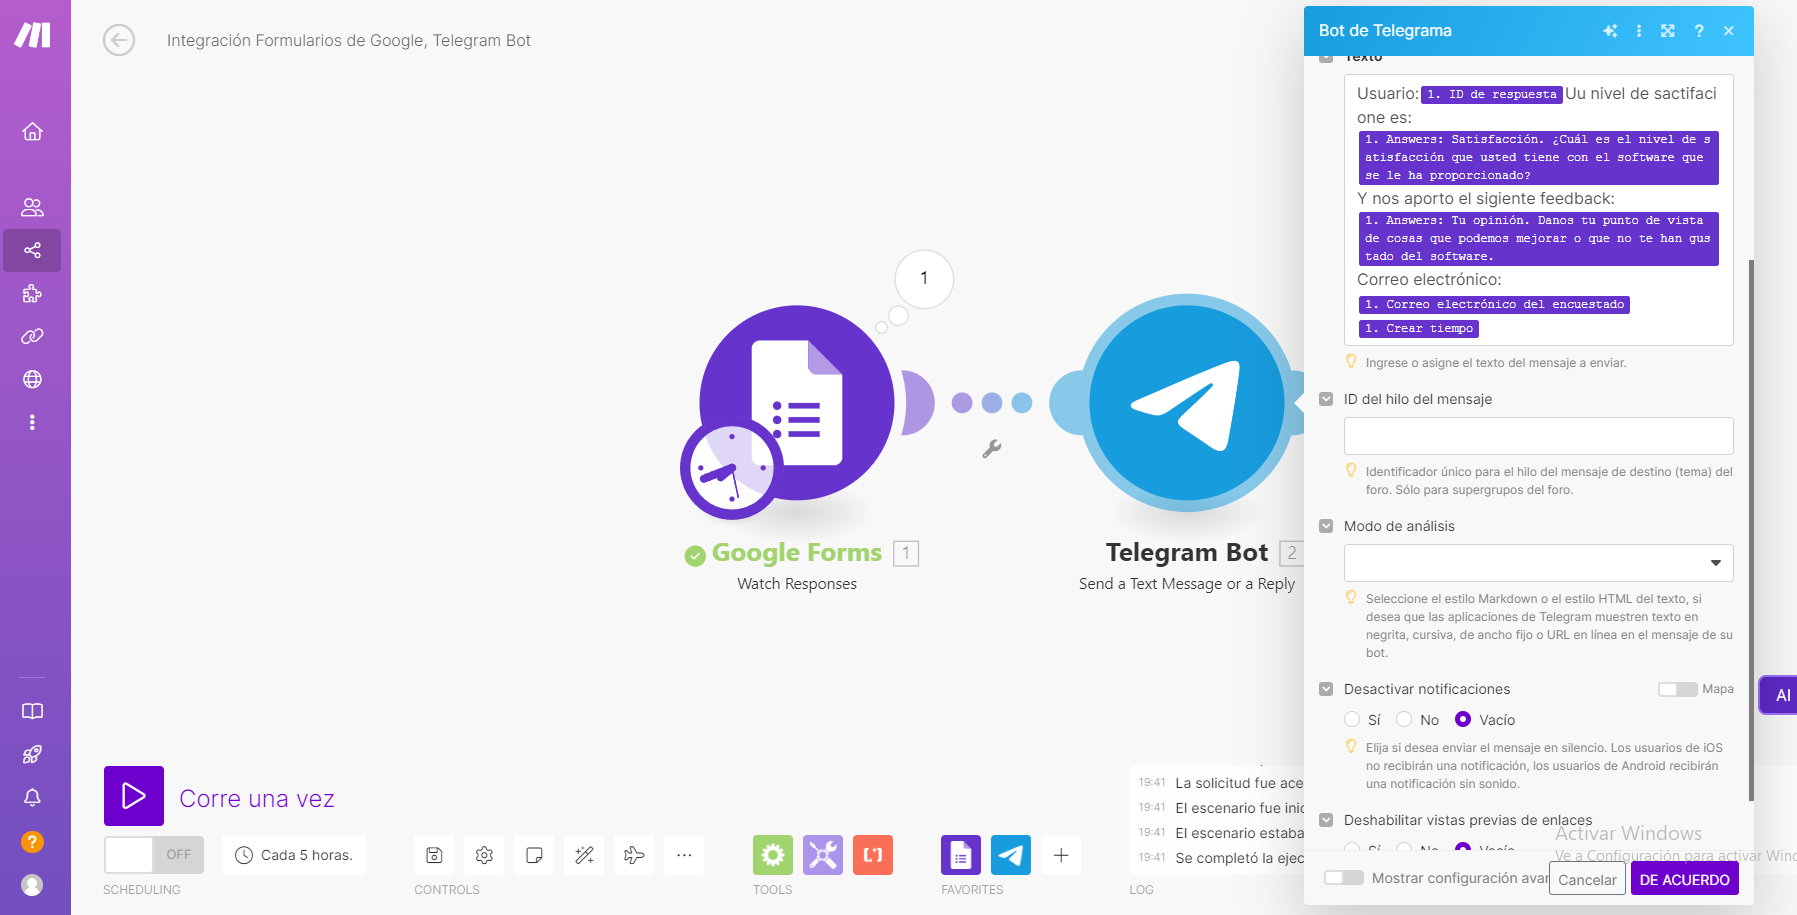 Integración Formularios de Google, Telegram Bot
1
Google Forms 1
Watch Responses
Telegram Bot 2
Send a Text Message or a Reply
Corre una vez
OFF
Cada 5 horas.
SCHEDULING
CONTROLS
TOOLS
FAVORITES
LOG
19:41 La solicitud fue ace
19:41 El escenario fue inic
19:41 El escenario estaba
19:41 Se completó la ejec
Bot de Telegrama
Texto
Usuario: 1. ID de respuesta Uu nivel de sactifaci
one es:
1. Answers: Satisfacción. ¿Cuál es el nivel de s
atisfacción que usted tiene con el software que
se le ha proporcionado?
Y nos aporto el sigiente feedback:
1. Answers: Tu opinión. Danos tu punto de vista
de cosas que podemos mejorar o que no te han gus
tado del software.
Correo electrónico:
1. Correo electrónico del encuestado
1. Crear tiempo
Ingrese o asigne el texto del mensaje a enviar.
ID del hilo del mensaje
Identificador único para el hilo del mensaje de destino (tema) del
foro. Sólo para supergrupos del foro.
Modo de análisis
Seleccione el estilo Markdown o el estilo HTML del texto, si
desea que las aplicaciones de Telegram muestren texto en
negrita, cursiva, de ancho fijo o URL en línea en el mensaje de su
bot.
Desactivar notificaciones Mapa
Sí No Vacío
Elija si desea enviar el mensaje en silencio. Los usuarios de iOS
no recibirán una notificación, los usuarios de Android recibirán
una notificación sin sonido.
Deshabilitar vistas previas de enlaces
Sí No Vacío
Mostrar configuración avan
Cancelar
DE ACUERDO
AI
Activar Windows
Ve a Configuración para activar Wind